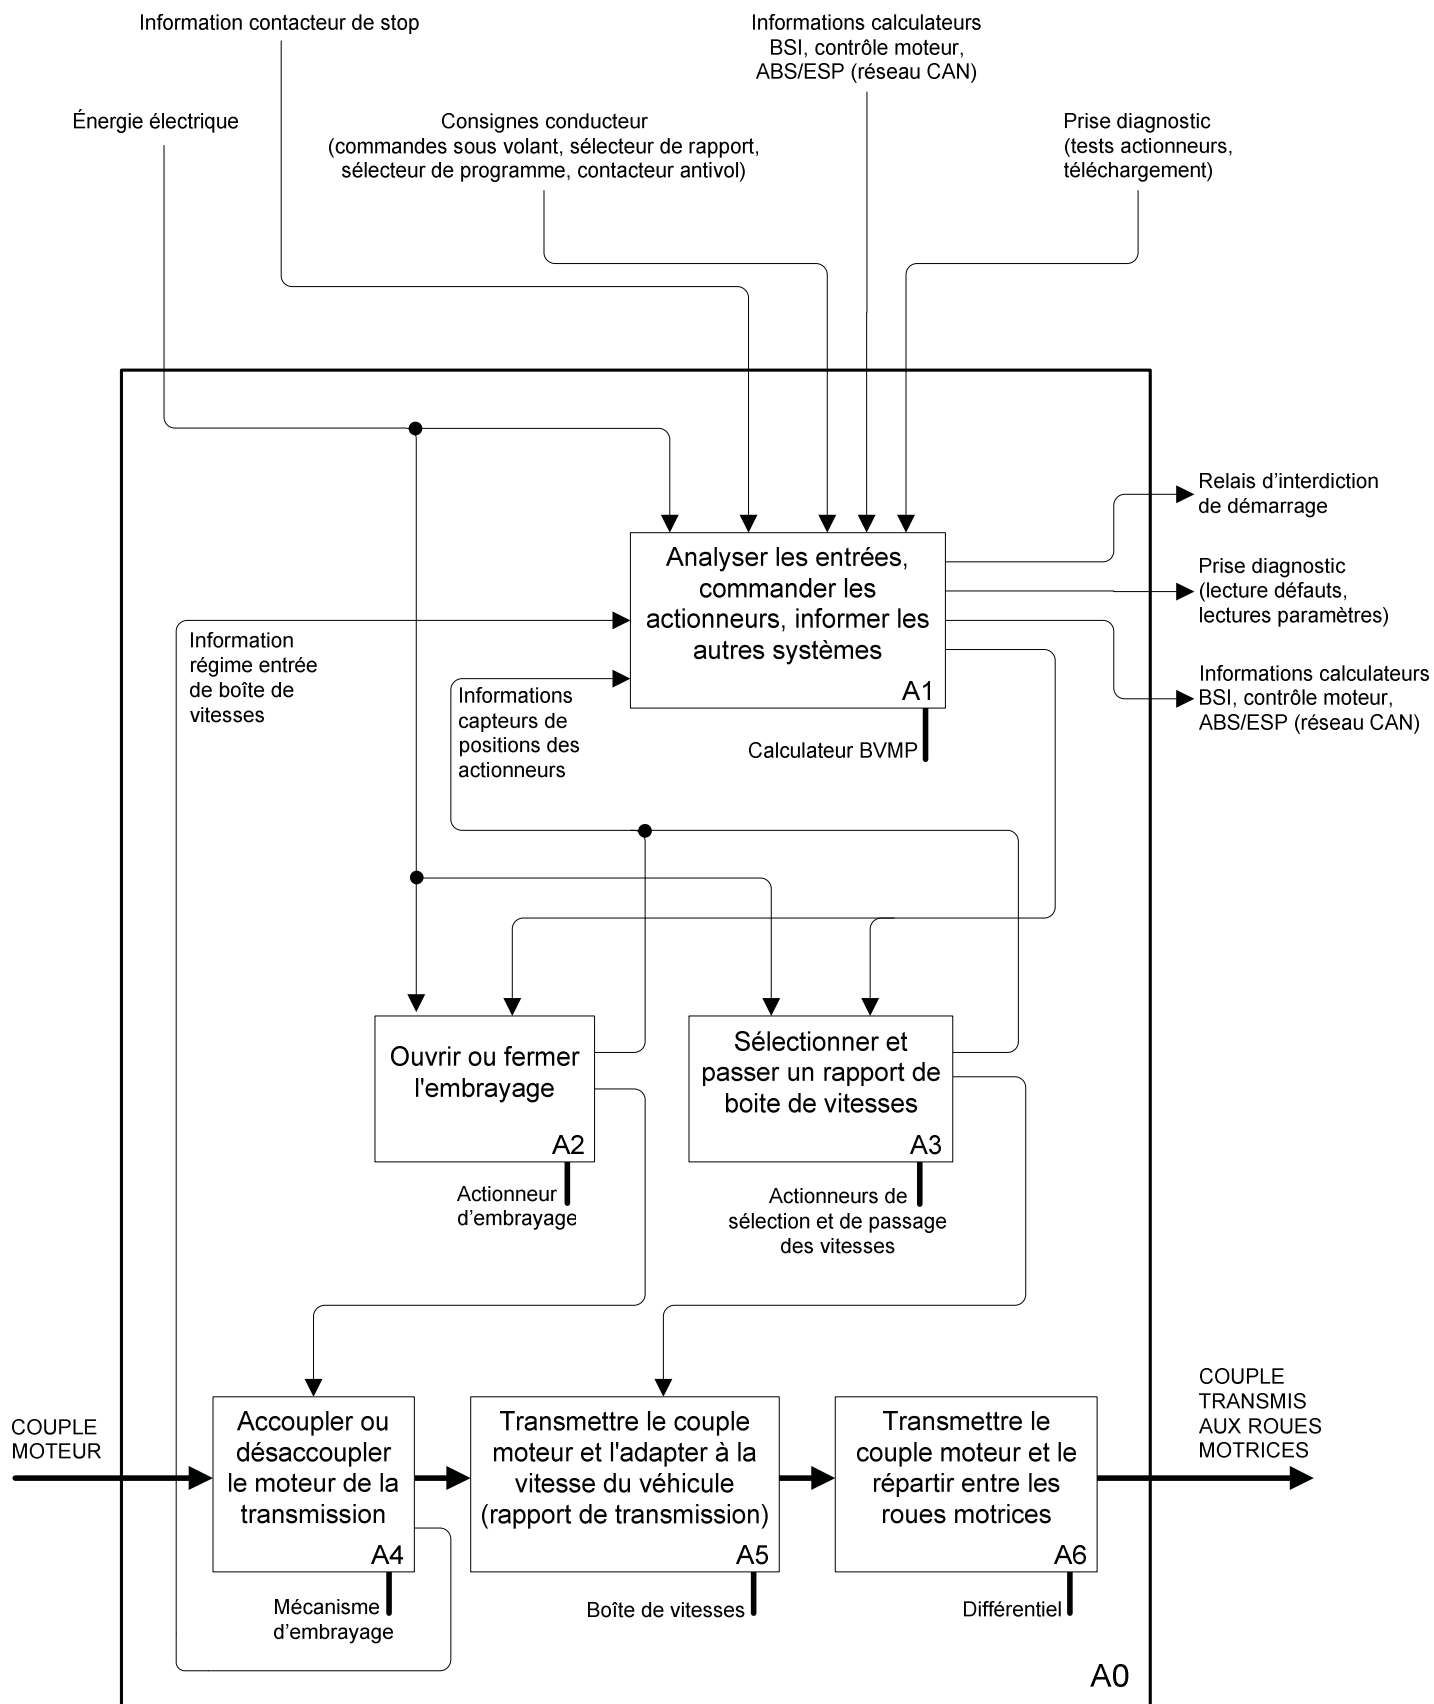 Information contacteur de stop
Informations calculateurs
BSI, contrôle moteur,
ABS/ESP (réseau CAN)
Énergie électrique
Consignes conducteur
(commandes sous volant, sélecteur de rapport,
sélecteur de programme, contacteur antivol)
Prise diagnostic
(tests actionneurs,
téléchargement)
Relais d'interdiction
de démarrage
Prise diagnostic
(lecture défauts,
lectures paramètres)
Informations calculateurs
BSI, contrôle moteur,
ABS/ESP (réseau CAN)
Analyser les entrées,
commander les
actionneurs, informer les
autres systèmes
A1
Calculateur BVMP
Information
régime entrée
de boîte de
vitesses
Informations
capteurs de
positions des
actionneurs
Ouvrir ou fermer
l'embrayage
A2
Actionneur
d'embrayage
Sélectionner et
passer un rapport de
boite de vitesses
A3
Actionneurs de
sélection et de passage
des vitesses
COUPLE
MOTEUR
Accoupler ou
désaccoupler
le moteur de la
transmission
A4
Mécanisme
d'embrayage
Transmettre le couple
moteur et l'adapter à la
vitesse du véhicule
(rapport de transmission)
A5
Boîte de vitesses
Transmettre le
couple moteur et le
répartir entre les
roues motrices
A6
Différentiel
COUPLE
TRANSMIS
AUX ROUES
MOTRICES
A0